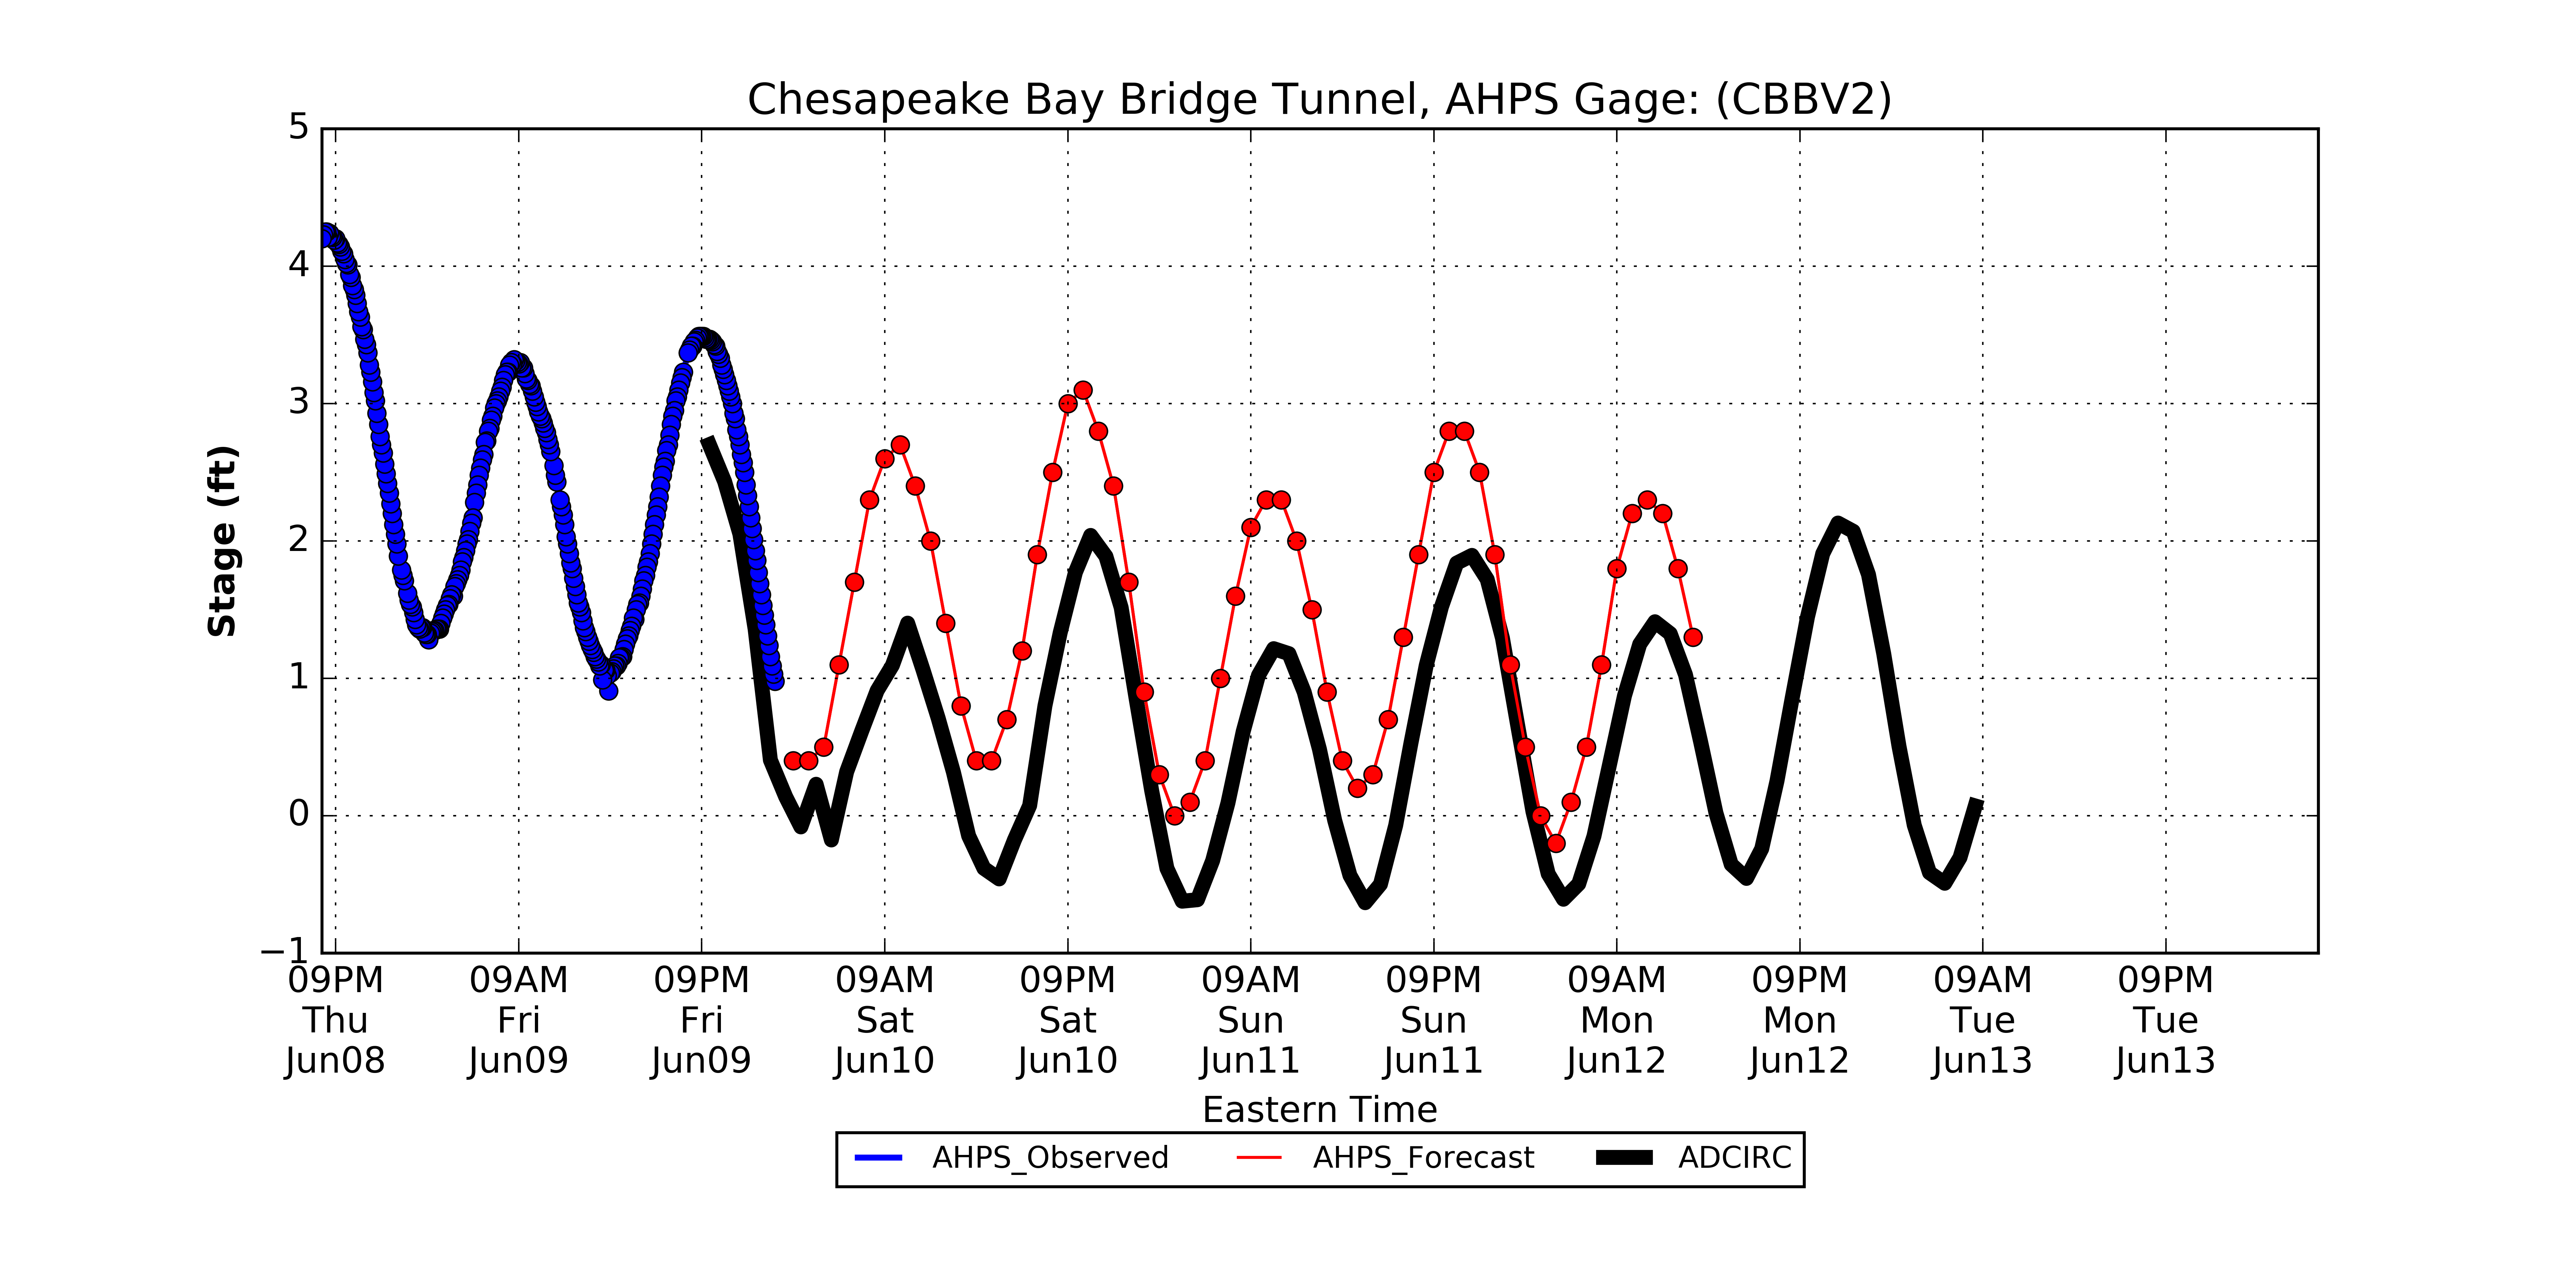 Chesapeake Bay Bridge Tunnel, AHPS Gage: (CBBV2)
5
4
3
2
1
0
−1
Stage (ft)
09PM 09AM 09PM 09AM 09PM 09AM 09PM 09AM 09PM 09AM 09PM
Thu Fri Fri Sat Sat Sun Sun Mon Mon Tue Tue
Jun08 Jun09 Jun09 Jun10 Jun10 Jun11 Jun11 Jun12 Jun12 Jun13 Jun13
Eastern Time
AHPS_Observed AHPS_Forecast ADCIRC